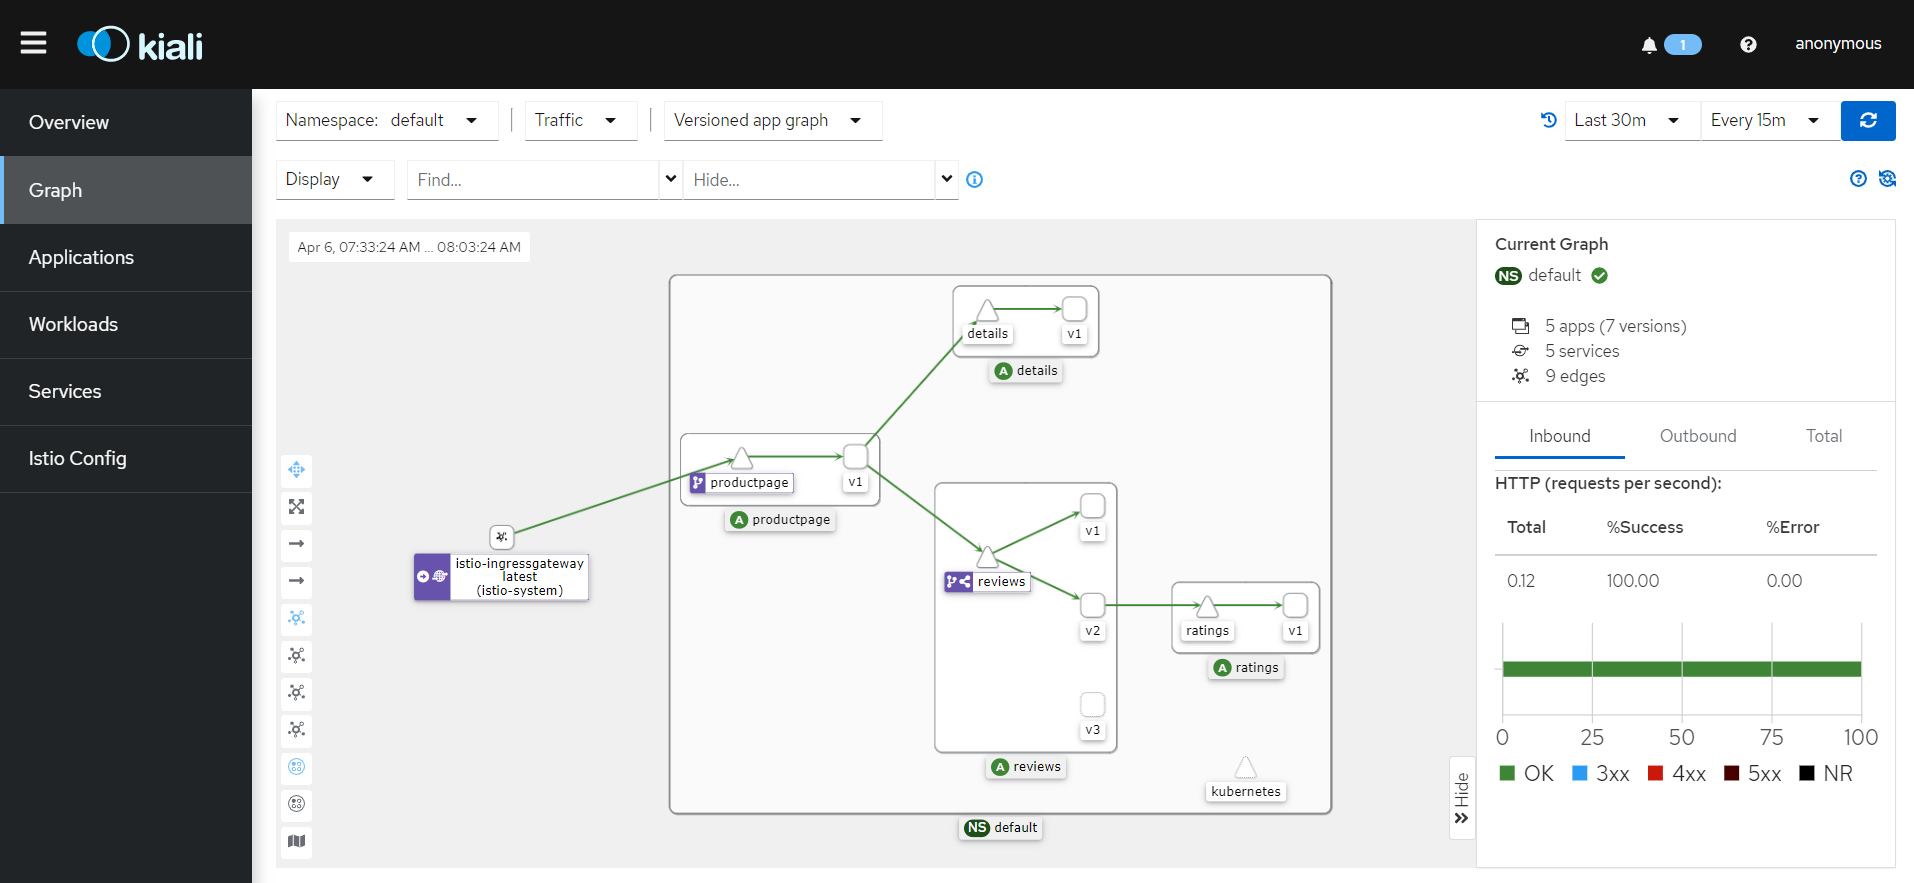 kiali
1
anonymous
Overview
Graph
Applications
Workloads
Services
Istio Config
Namespace: default
Traffic
Versioned app graph
Last 30m
Every 15m
Display
Find...
Hide...
Apr 6, 07:33:24 AM ... 08:03:24 AM
details
v1
A details
productpage
v1
A productpage
istio-ingressgateway
latest
(istio-system)
v1
reviews
v2
v3
A reviews
ratings
v1
A ratings
kubernetes
NS default
Hide
Current Graph
NS default
5 apps (7 versions)
5 services
9 edges
Inbound
Outbound
Total
HTTP (requests per second):
Total %Success %Error
0.12 100.00 0.00
0 25 50 75 100
OK 3xx 4xx 5xx NR